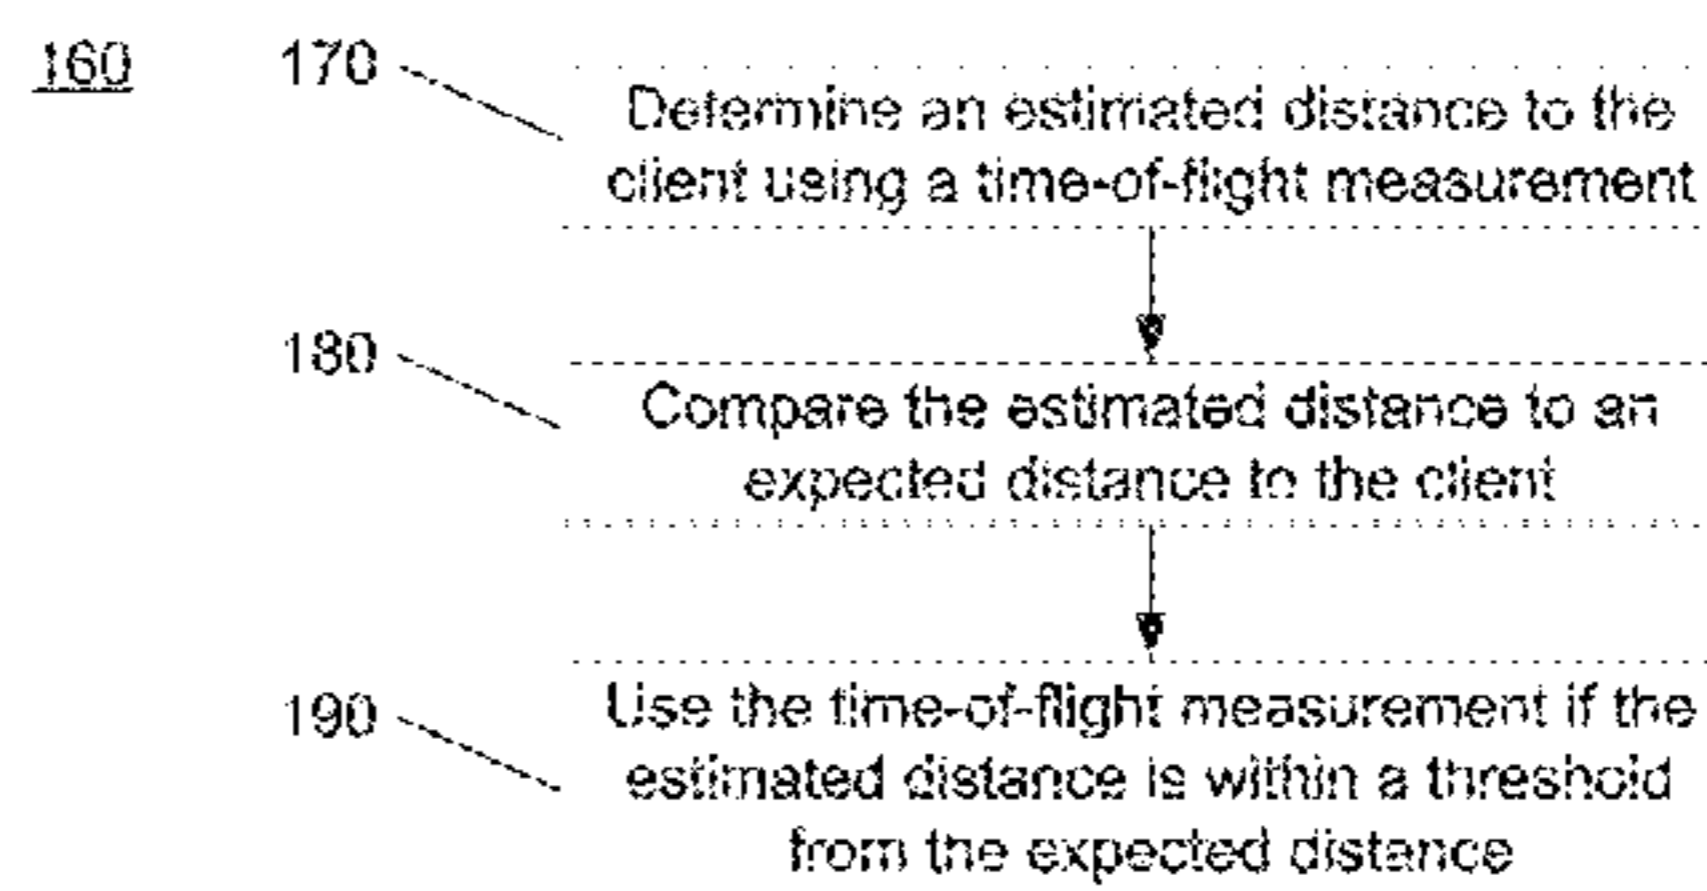 160
170
Determine an estimated distance to the
client using a time-of-flight measurement
180
Compare the estimated distance to an
expected distance to the client
190
Use the time-of-flight measurement if the
estimated distance is within a threshold
from the expected distance